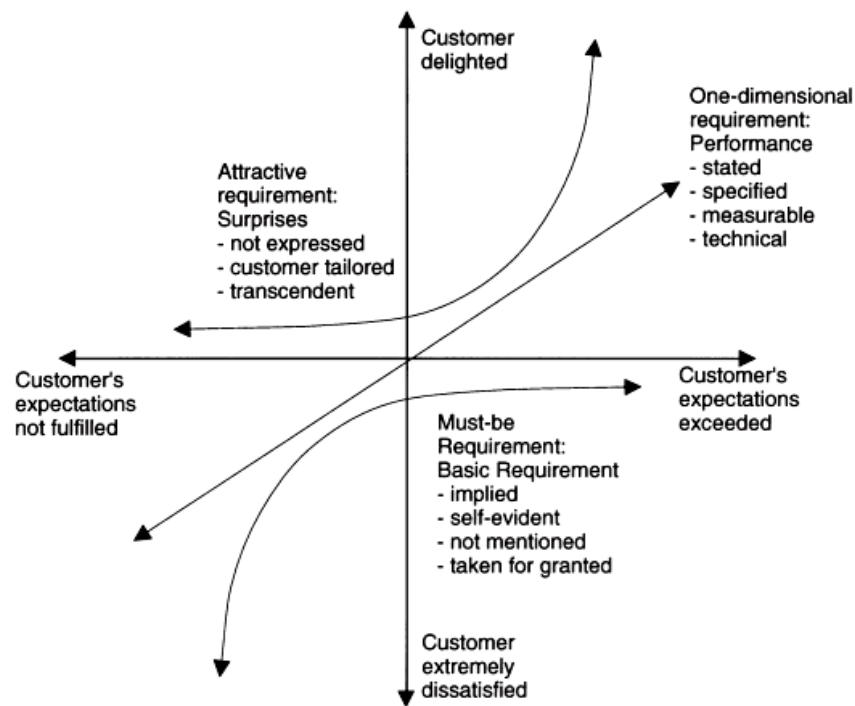 Customer
delighted
One-dimensional
requirement:
Performance
- stated
- specified
- measurable
- technical
Attractive
requirement:
Surprises
- not expressed
- customer tailored
- transcendent
Customer's
expectations
not fulfilled
Customer's
expectations
exceeded
Must-be
Requirement:
Basic Requirement
- implied
- self-evident
- not mentioned
- taken for granted
Customer
extremely
dissatisfied